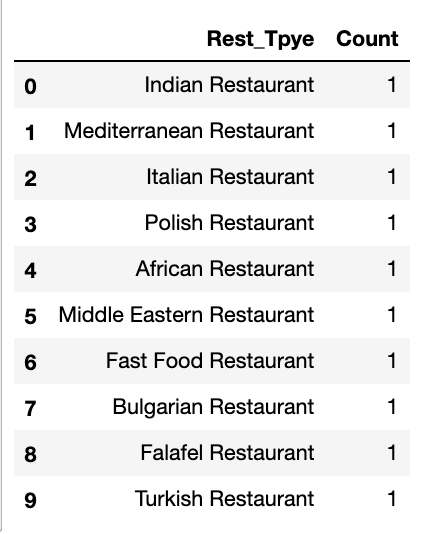 Rest_Tpye Count
0 Indian Restaurant 1
1 Mediterranean Restaurant 1
2 Italian Restaurant 1
3 Polish Restaurant 1
4 African Restaurant 1
5 Middle Eastern Restaurant 1
6 Fast Food Restaurant 1
7 Bulgarian Restaurant 1
8 Falafel Restaurant 1
9 Turkish Restaurant 1